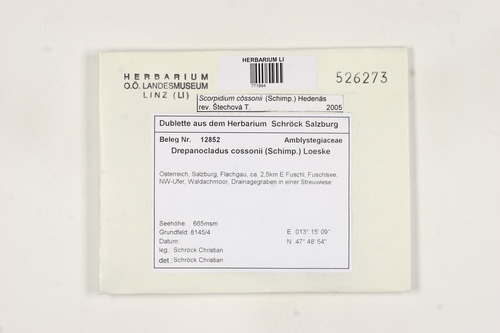 HERBARIUM LI
771894
HERBARIUM
O.Ö. LANDESMUSEUM
LINZ (LI)
526273
Scorpidium cossonii (Schimp.) Hedenäs
rev. Štechová T. 2005
Dublette aus dem Herbarium Schröck Salzburg
Beleg Nr. 12852 Amblystegiaceae
Drepanocladus cossonii (Schimp.) Loeske
Österreich, Salzburg, Flachgau, ca. 2,5km E Fuschl, Fuschlsee,
NW-Ufer, Waldachmoor, Drainagegraben in einer Streuwiese.
Seehöhe: 665msm
Grundfeld: 8145/4 E 013° 15' 09"
Datum: N 47° 48' 54"
leg.: Schröck Christian
det.: Schröck Christian